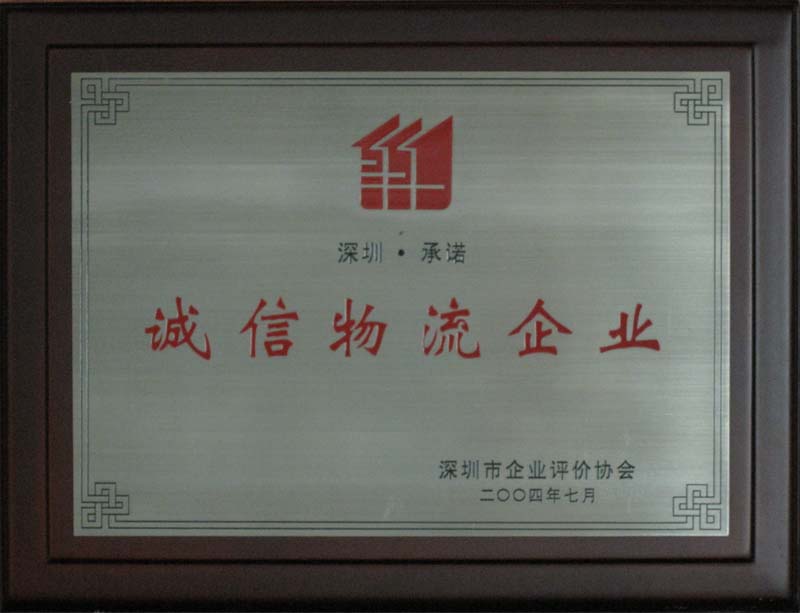 深圳·承诺
诚信物流企业
深圳市企业评价协会
二〇〇四年七月